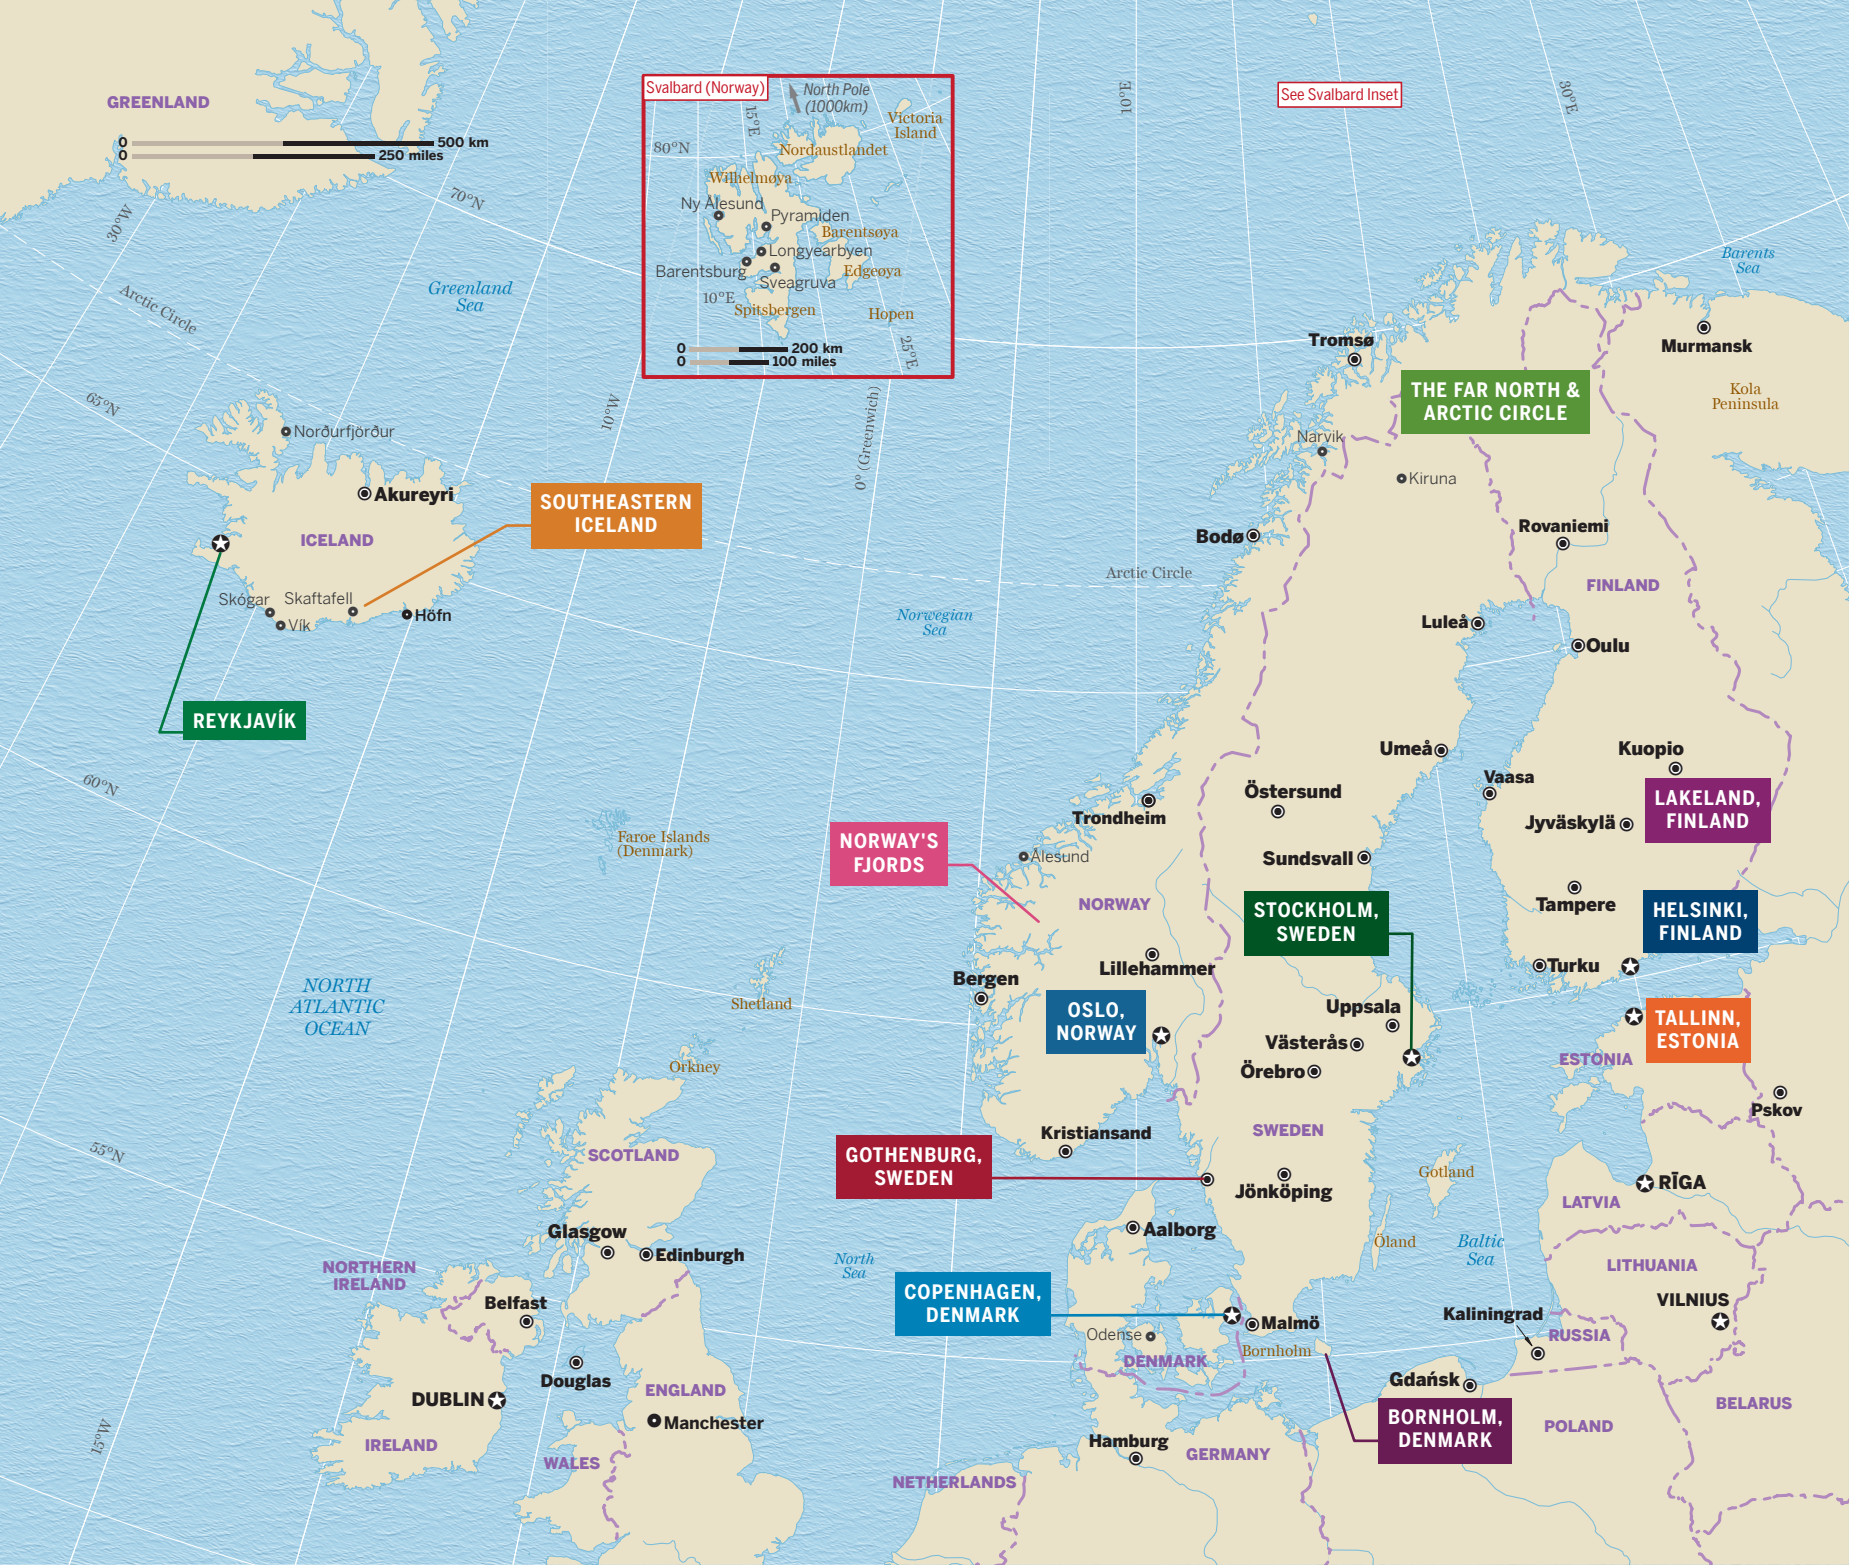 GREENLAND
0 500 km
0 250 miles
30°W
70°N
Arctic Circle
Greenland
Sea
65°N
Svalbard (Norway)
North Pole
(1000km)
15°E
80°N
Victoria
Island
Nordaustlandet
Wilhelmøya
Ny Ålesund
Pyramiden
Barentsøya
Longyearbyen
Barentsburg
Edgeøya
Sveagruva
10°E
Spitsbergen
Hopen
25°E
0 200 km
0 100 miles
10°E
See Svalbard Inset
30°E
Barents
Sea
Tromsø
Murmansk
Kola
Peninsula
THE FAR NORTH &
ARCTIC CIRCLE
10°W
0° (Greenwich)
Norðurfjörður
Akureyri
ICELAND
SOUTHEASTERN
ICELAND
Skógar
Skaftafell
Vík
Höfn
REYKJAVÍK
Narvik
Kiruna
Rovaniemi
Bodø
Arctic Circle
FINLAND
Norwegian
Sea
Luleå
Oulu
60°N
Umeå
Kuopio
Vaasa
LAKELAND,
FINLAND
Jyväskylä
Östersund
Trondheim
Faroe Islands
(Denmark)
NORWAY'S
FJORDS
Ålesund
Sundsvall
NORWAY
STOCKHOLM,
SWEDEN
Tampere
HELSINKI,
FINLAND
Turku
Lillehammer
Bergen
NORTH
ATLANTIC
OCEAN
Shetland
OSLO,
NORWAY
Uppsala
Västerås
Örebro
TALLINN,
ESTONIA
ESTONIA
Orkney
Pskov
55°N
SCOTLAND
Kristiansand
SWEDEN
GOTHENBURG,
SWEDEN
Jönköping
Gotland
RĪGA
LATVIA
Glasgow
Edinburgh
Aalborg
Öland
Baltic
Sea
North
Sea
LITHUANIA
NORTHERN
IRELAND
Belfast
COPENHAGEN,
DENMARK
Malmö
Odense
Bornholm
DENMARK
Kaliningrad
VILNIUS
RUSSIA
Douglas
DUBLIN
ENGLAND
Manchester
Gdańsk
BELARUS
BORNHOLM,
DENMARK
POLAND
15°W
IRELAND
WALES
Hamburg
GERMANY
NETHERLANDS